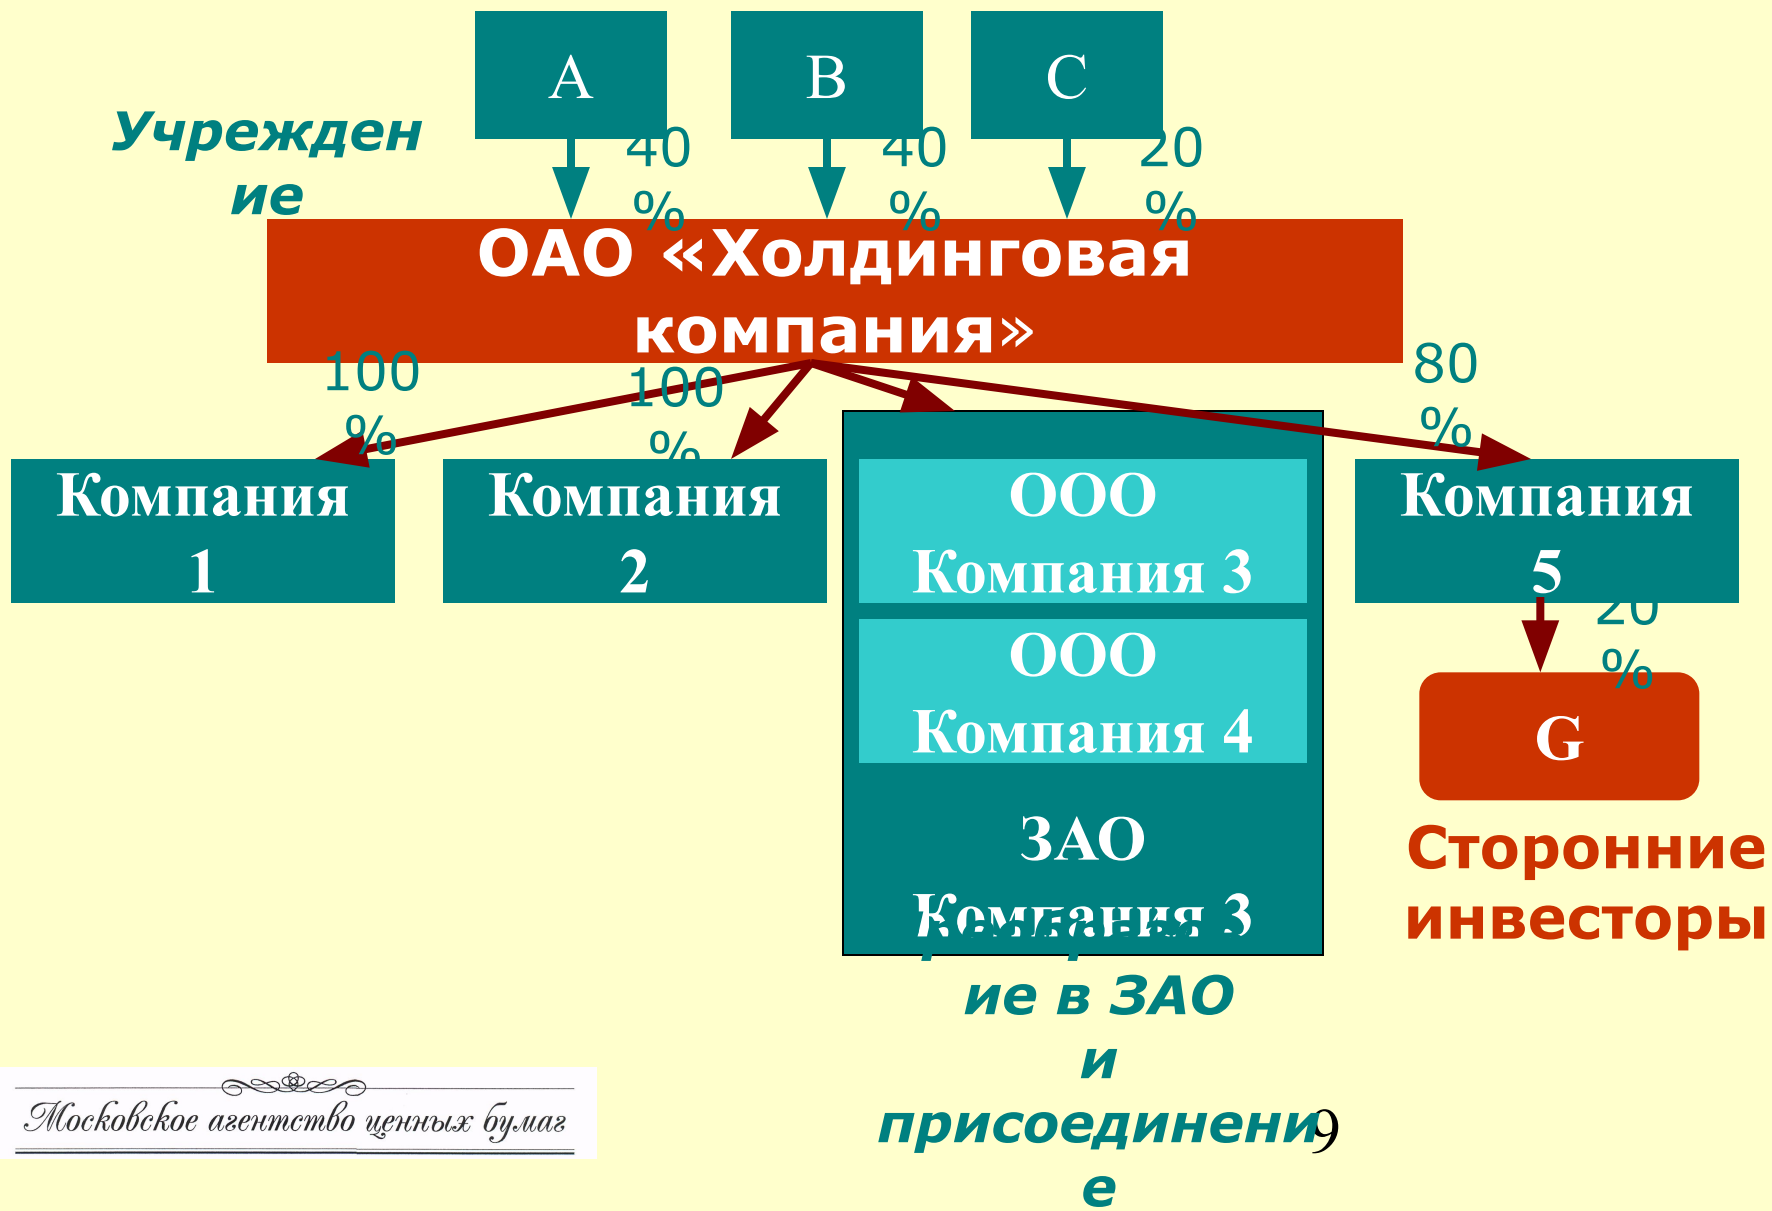 A
B
C
Учрежден
ие
40
%
40
%
20
%
ОАО «Холдинговая
компания»
100
%
100
%
80
%
Компания
1
Компания
2
ООО
Компания 3
ООО
Компания 4
ЗАО
Компания 3
Компания
5
20
%
G
Сторонние
инвесторы
ие в ЗАО
и
присоединени
е
Московское агентство ценных бумаг
9